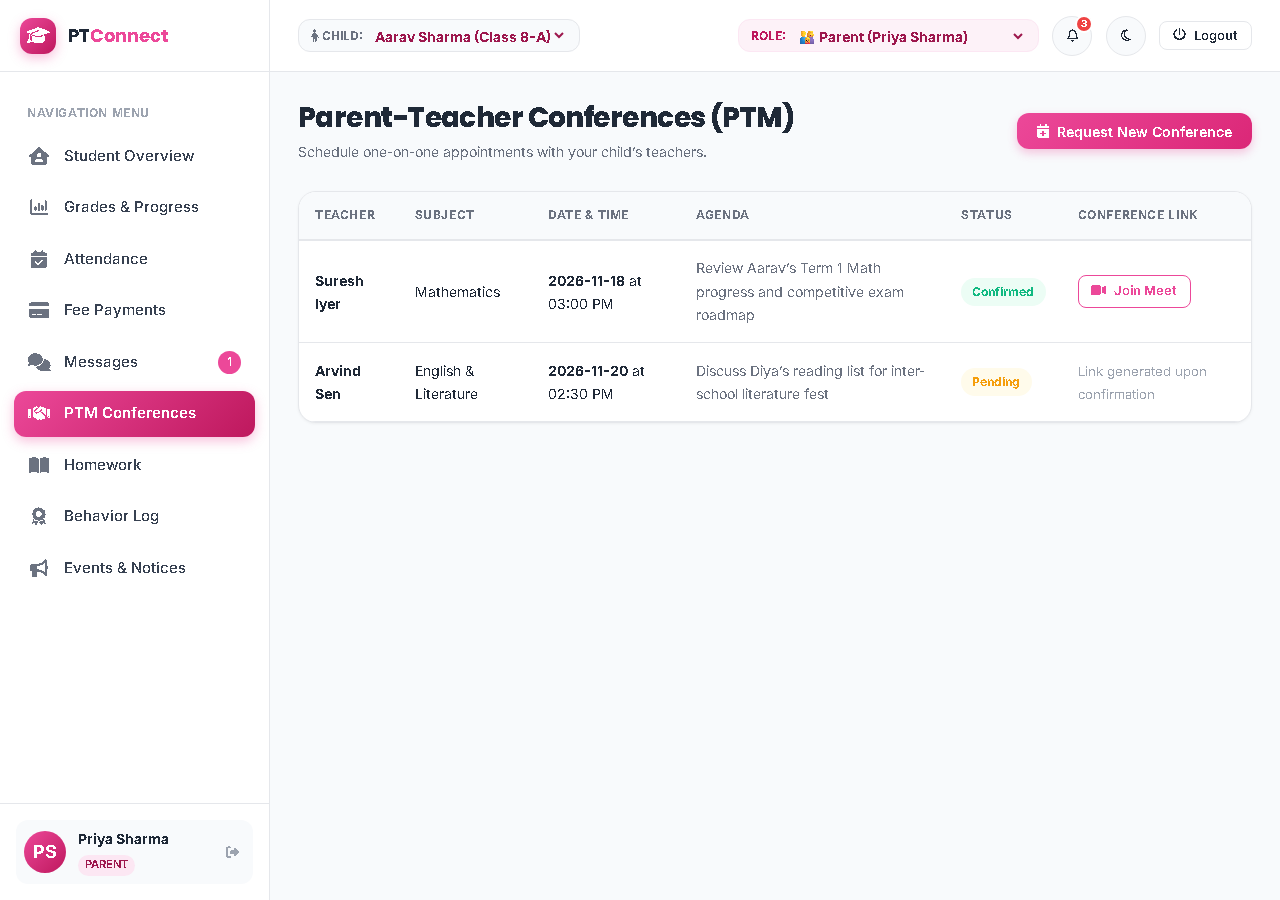 PTConnect
CHILD: Aarav Sharma (Class 8-A)
ROLE: Parent (Priya Sharma)
3
Logout
NAVIGATION MENU
Student Overview
Grades & Progress
Attendance
Fee Payments
Messages 1
PTM Conferences
Homework
Behavior Log
Events & Notices
PS
Priya Sharma
PARENT
Parent-Teacher Conferences (PTM)
Schedule one-on-one appointments with your child's teachers.
Request New Conference
TEACHER SUBJECT DATE & TIME AGENDA STATUS CONFERENCE LINK
Suresh
Iyer
Mathematics
2026-11-18 at
03:00 PM
Review Aarav's Term 1 Math
progress and competitive exam
roadmap
Confirmed
Join Meet
Arvind
Sen
English &
Literature
2026-11-20 at
02:30 PM
Discuss Diya's reading list for inter-
school literature fest
Pending
Link generated upon
confirmation